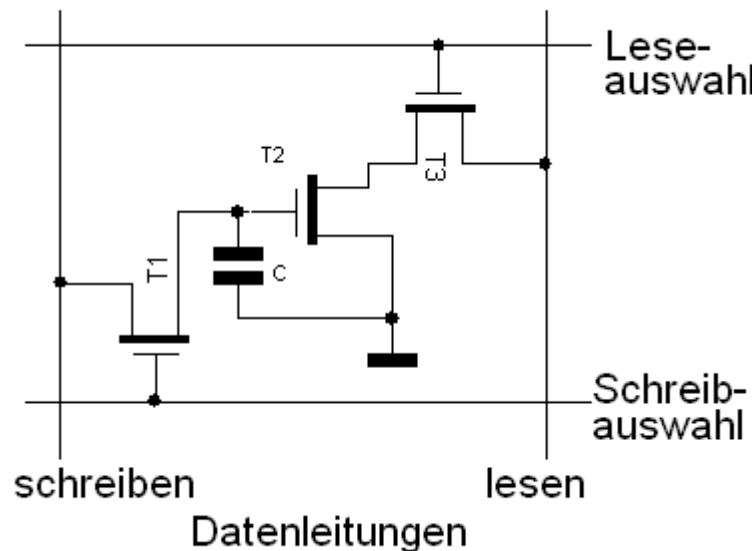 Lese-
auswahl
T2
T3
T1
C
Schreib-
auswahl
schreiben
lesen
Datenleitungen